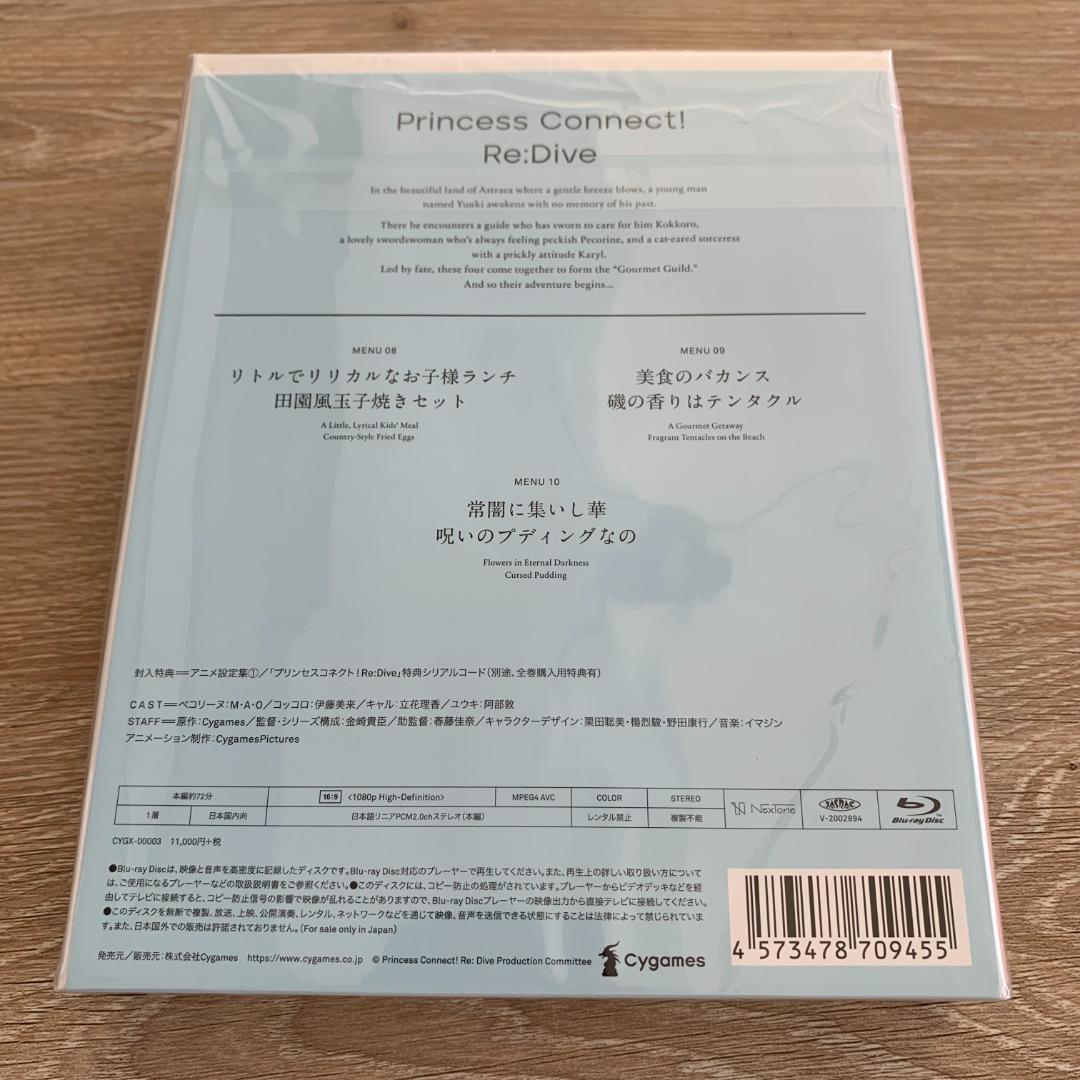 Princess Connect!
Re:Dive
In the beautiful land of Astraea where a gentle breeze blows, a young man
named Yuuki awakens with no memory of his past.
There he encounters a guide who has sworn to care for him Kokkoro,
a lovely swordswoman who's always feeling peckish Pecorine, and a cat-eared sorceress
with a prickly attitude Karyl.
Led by fate, these four come together to form the “Gourmet Guild.”
And so their adventure begins...
MENU 08
リトルでリリカルなお子様ランチ
田園風玉子焼きセット
A Little, Lyrical Kids' Meal
Country-Style Fried Eggs
MENU 09
美食のバカンス
磯の香りはテンタクル
A Gourmet Getaway
Fragrant Tentacles on the Beach
MENU 10
常闇に集いし華
呪いのプディングなの
Flowers in Eternal Darkness
Cursed Pudding
封入特典＝アニメ設定集①／「プリンセスコネクト！Re:Dive」特典シリアルコード（別途、全巻購入用特典有）
CAST＝ペコリーヌ：M・A・O／コッコロ：伊藤美来／キャル：立花理香／ユウキ：阿部敦
STAFF＝原作：Cygames／監督・シリーズ構成：金崎貴臣／助監督：春藤佳奈／キャラクターデザイン：栗田聡美・楊烈駿・野田康行／音楽：イマジン
アニメーション制作：CygamesPictures
本編約72分 16:9 <1080p High-Definition> MPEG4 AVC COLOR STEREO NexTone JASRAC Blu-ray Disc
1層 日本国内向 日本語リニアPCM2.0chステレオ（本編） レンタル禁止 複製不能 V-2002894
CYGX-00003 11,000円＋税
●Blu-ray Discは、映像と音声を高密度に記録したディスクです。Blu-ray Disc対応のプレーヤーで再生してください。また、再生上の詳しい取り扱い方について
は、ご使用になるプレーヤーなどの取扱説明書をご参照ください。●このディスクには、コピー防止の処理がされています。プレーヤーからビデオデッキなどを経
由してテレビに接続すると、コピー防止信号の影響で映像が乱れることがありますので、Blu-ray Discプレーヤーの映像出力から直接テレビに接続してください。
●このディスクを無断で複製、放送、上映、公開演奏、レンタル、ネットワークなどを通じて映像、音声を送信できる状態にすることは法律によって禁じられていま
す。また、日本国外での販売は許諾されておりません。（For sale only in Japan）
発売元／販売元：株式会社Cygames https://www.cygames.co.jp © Princess Connect! Re: Dive Production Committee Cygames
4 573478 709455